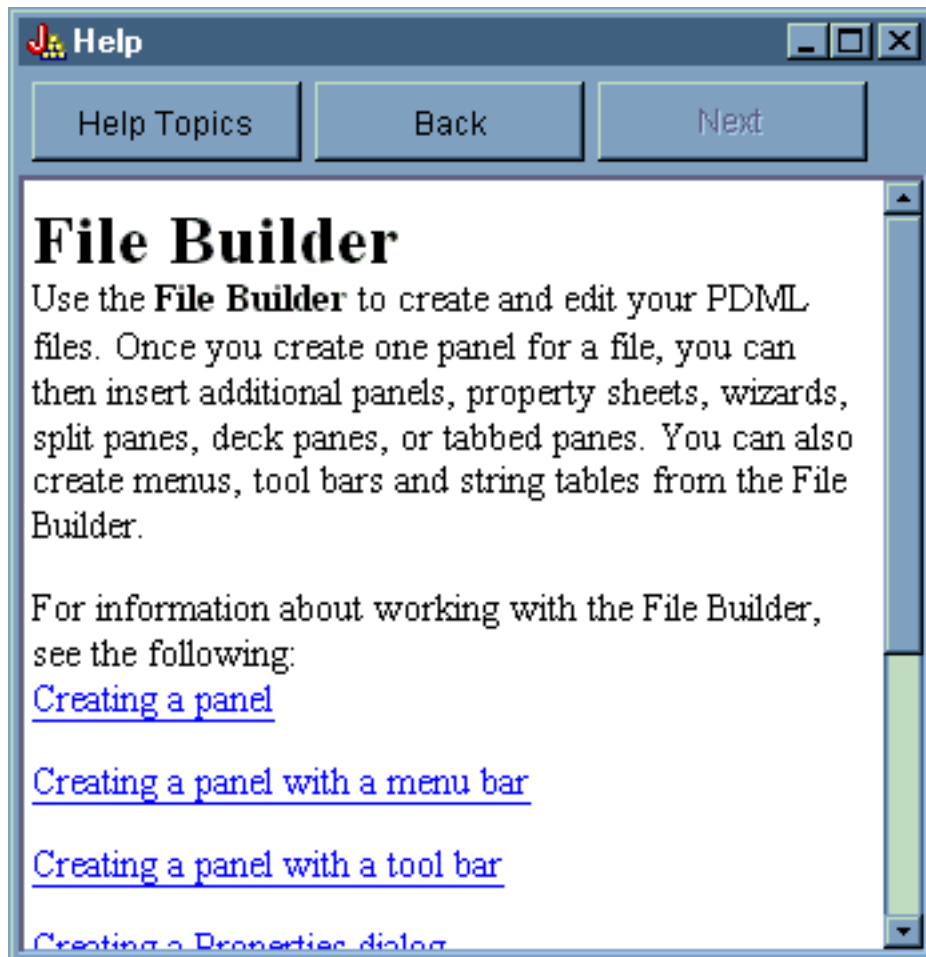 Help
Help Topics Back Next
File Builder
Use the File Builder to create and edit your PDML
files. Once you create one panel for a file, you can
then insert additional panels, property sheets, wizards,
split panes, deck panes, or tabbed panes. You can also
create menus, tool bars and string tables from the File
Builder.
For information about working with the File Builder,
see the following:
Creating a panel
Creating a panel with a menu bar
Creating a panel with a tool bar
Creating a Properties dialog